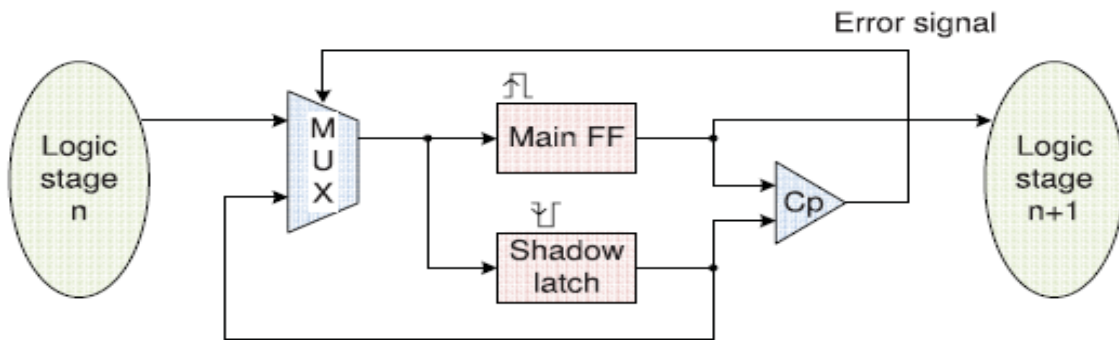 Error signal
Logic
stage
n
M
U
X
Main FF
Shadow
latch
Cp
Logic
stage
n+1